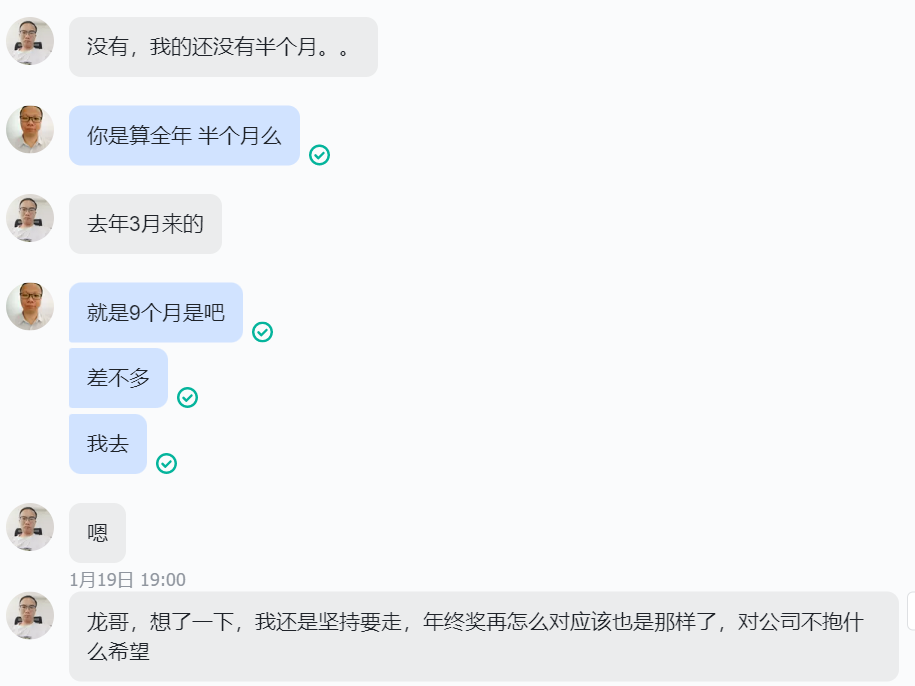 没有，我的还没有半个月。。
你是算全年 半个月么
去年3月来的
就是9个月是吧
差不多
我去
嗯
1月19日 19:00
龙哥，想了一下，我还是坚持要走，年终奖再怎么对应该也是那样了，对公司不抱什
么希望